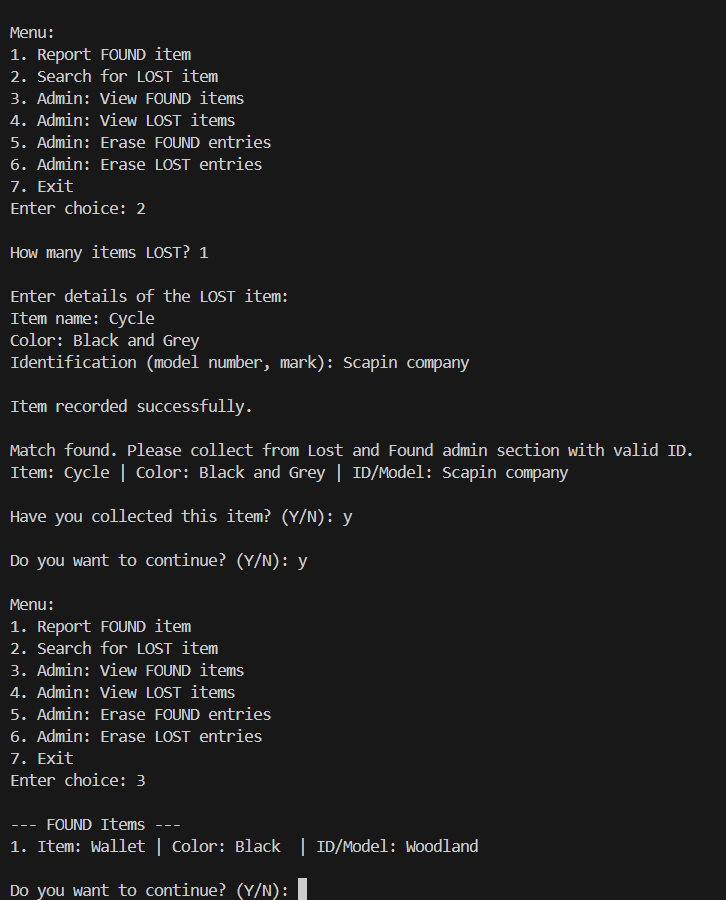 Menu:
1. Report FOUND item
2. Search for LOST item
3. Admin: View FOUND items
4. Admin: View LOST items
5. Admin: Erase FOUND entries
6. Admin: Erase LOST entries
7. Exit
Enter choice: 2
How many items LOST? 1
Enter details of the LOST item:
Item name: Cycle
Color: Black and Grey
Identification (model number, mark): Scapin company
Item recorded successfully.
Match found. Please collect from Lost and Found admin section with valid ID.
Item: Cycle | Color: Black and Grey | ID/Model: Scapin company
Have you collected this item? (Y/N): y
Do you want to continue? (Y/N): y
Menu:
1. Report FOUND item
2. Search for LOST item
3. Admin: View FOUND items
4. Admin: View LOST items
5. Admin: Erase FOUND entries
6. Admin: Erase LOST entries
7. Exit
Enter choice: 3
--- FOUND Items ---
1. Item: Wallet | Color: Black  | ID/Model: Woodland
Do you want to continue? (Y/N):